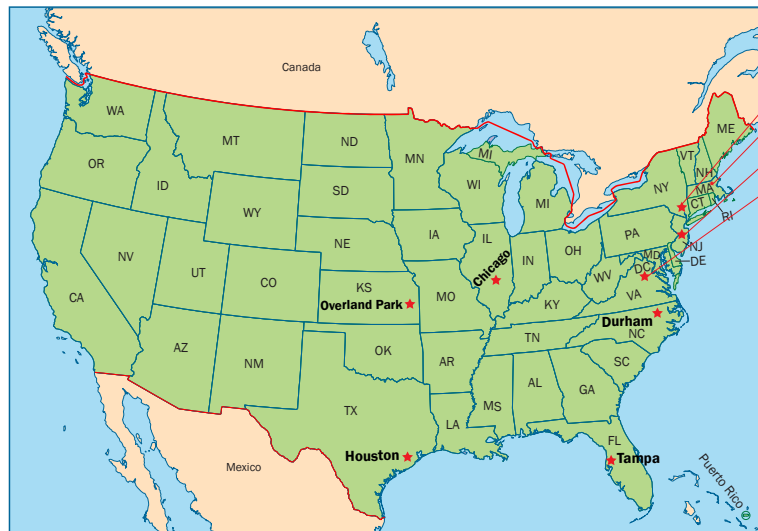 Canada
WA
MT
ND
MN
ME
OR
ID
SD
WI
MI
VT
NH
NY
MA
CT
RI
WY
MI
IA
NE
PA
NJ
NV
UT
CO
IL
IN
OH
MD
DE
DC
CA
KS
Overland Park
MO
Chicago
WV
VA
KY
Durham
NC
AZ
NM
OK
AR
TN
SC
TX
LA
MS
AL
GA
FL
Houston
Tampa
Mexico
Puerto Rico